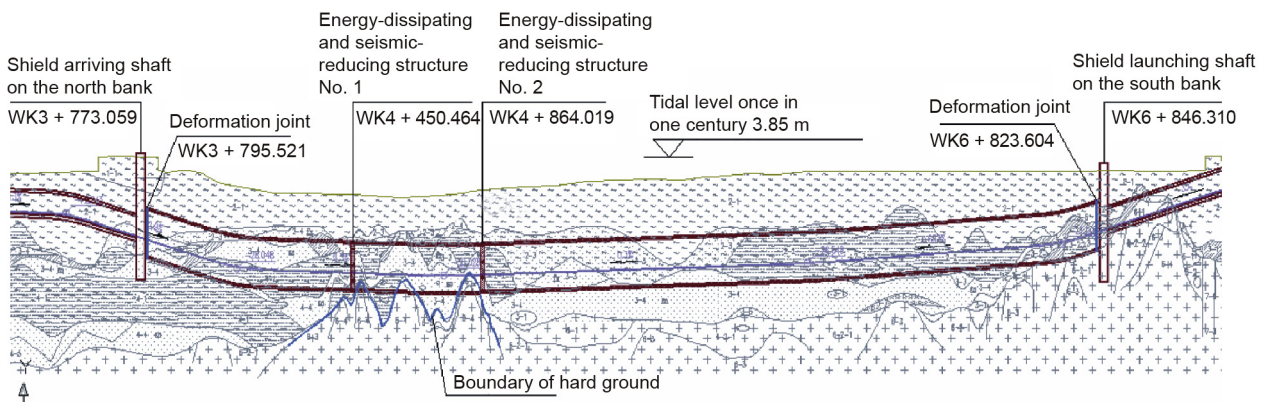 Energy-dissipating
and seismic-
reducing structure
No. 1
WK4 + 450.464
Energy-dissipating
and seismic-
reducing structure
No. 2
WK4 + 864.019
Shield arriving shaft
on the north bank
WK3 + 773.059
Deformation joint
WK3 + 795.521
Tidal level once in
one century 3.85 m
Deformation joint
WK6 + 823.604
Shield launching shaft
on the south bank
WK6 + 846.310
Boundary of hard ground